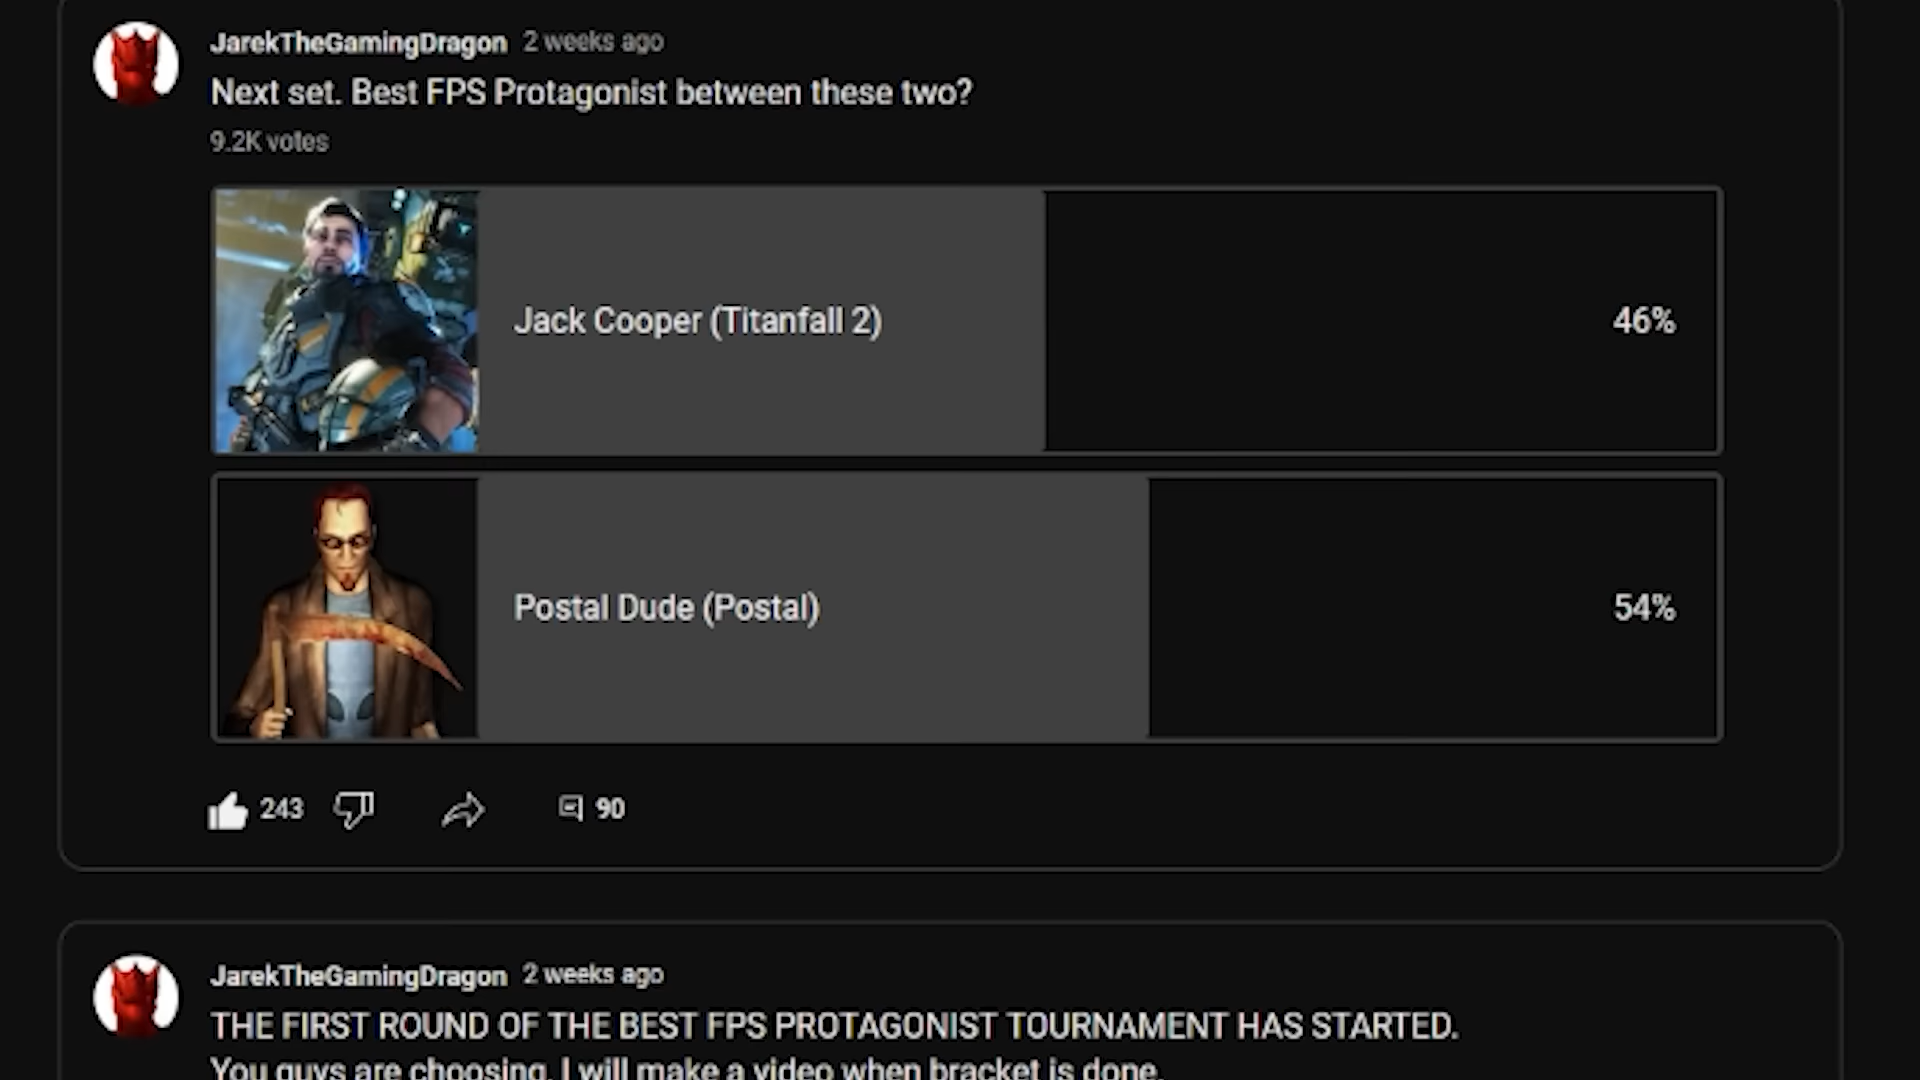 JarekTheGamingDragon 2 weeks ago
Next set. Best FPS Protagonist between these two?
9.2K votes
Jack Cooper (Titanfall 2) 46%
Postal Dude (Postal) 54%
243 90
JarekTheGamingDragon 2 weeks ago
THE FIRST ROUND OF THE BEST FPS PROTAGONIST TOURNAMENT HAS STARTED.
You guys are choosing. I will make a video when bracket is done.